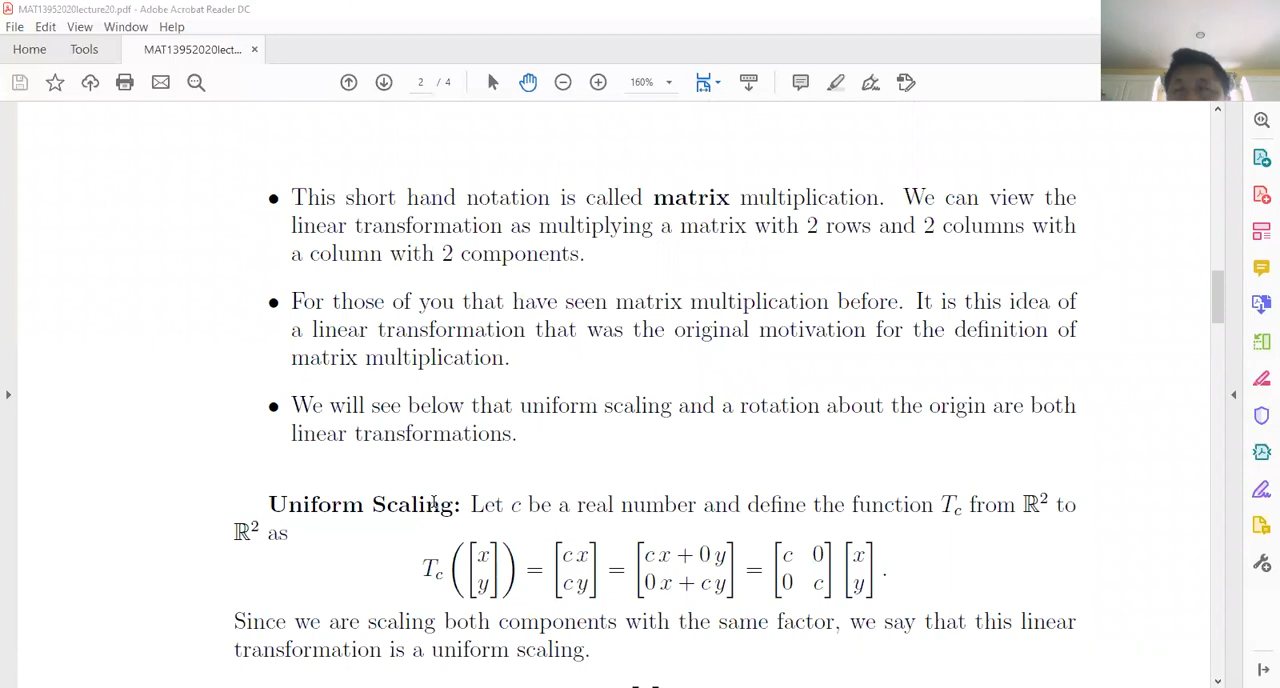 MAT13952020lecture20.pdf - Adobe Acrobat Reader DC
File Edit View Window Help
Home Tools MAT13952020lect... ×
2 / 4 160%
• This short hand notation is called matrix multiplication. We can view the
linear transformation as multiplying a matrix with 2 rows and 2 columns with
a column with 2 components.
• For those of you that have seen matrix multiplication before. It is this idea of
a linear transformation that was the original motivation for the definition of
matrix multiplication.
• We will see below that uniform scaling and a rotation about the origin are both
linear transformations.
Uniform Scaling: Let c be a real number and define the function T_c from ℝ² to
ℝ² as
T_c([x y]) = [c x c y] = [c x + 0 y 0 x + c y] = [c 0 0 c] [x y].
Since we are scaling both components with the same factor, we say that this linear
transformation is a uniform scaling.